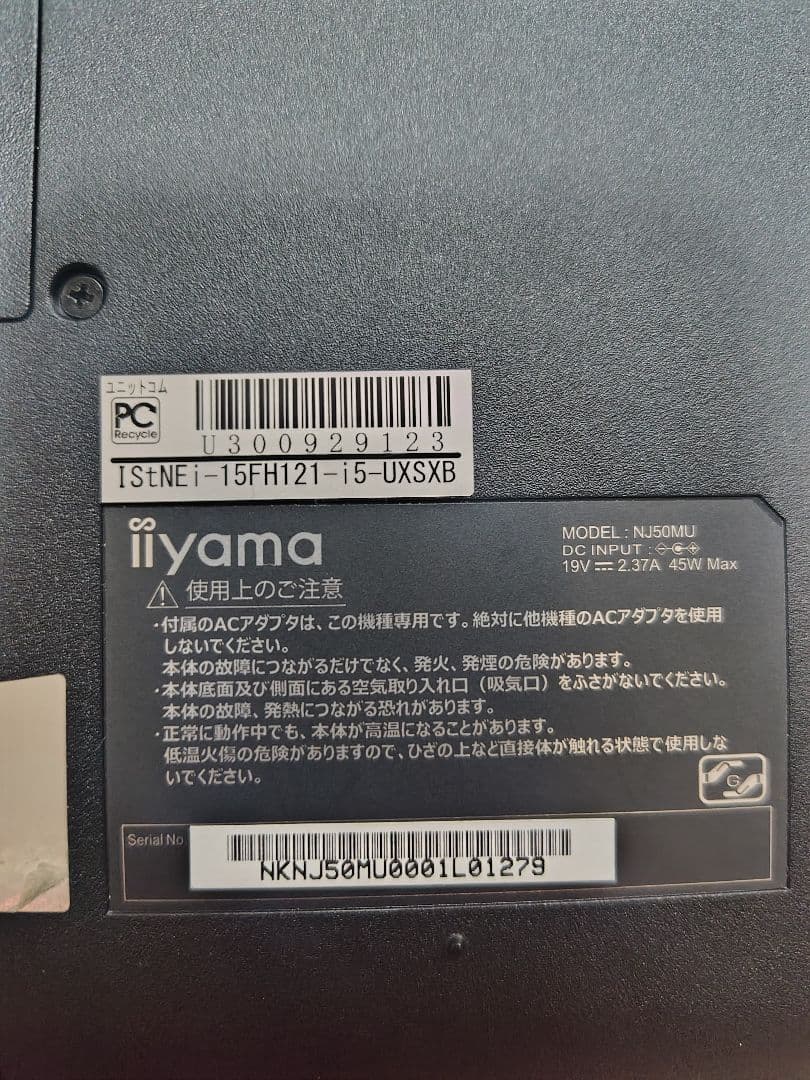 ユニットコム
PC
Recycle
U300929123
IStNEi-15FH121-i5-UXSXB
iiyama
MODEL : NJ50MU
DC INPUT :
19V 2.37A 45W Max
使用上のご注意
・付属のACアダプタは、この機種専用です。絶対に他機種のACアダプタを使用
しないでください。
本体の故障につながるだけでなく、発火、発煙の危険があります。
・本体底面及び側面にある空気取り入れ口（吸気口）をふさがないでください。
本体の故障、発熱につながる恐れがあります。
・正常に動作中でも、本体が高温になることがあります。
低温火傷の危険がありますので、ひざの上など直接体が触れる状態で使用しな
いでください。
G
Serial No
NKNJ50MU0001L01279